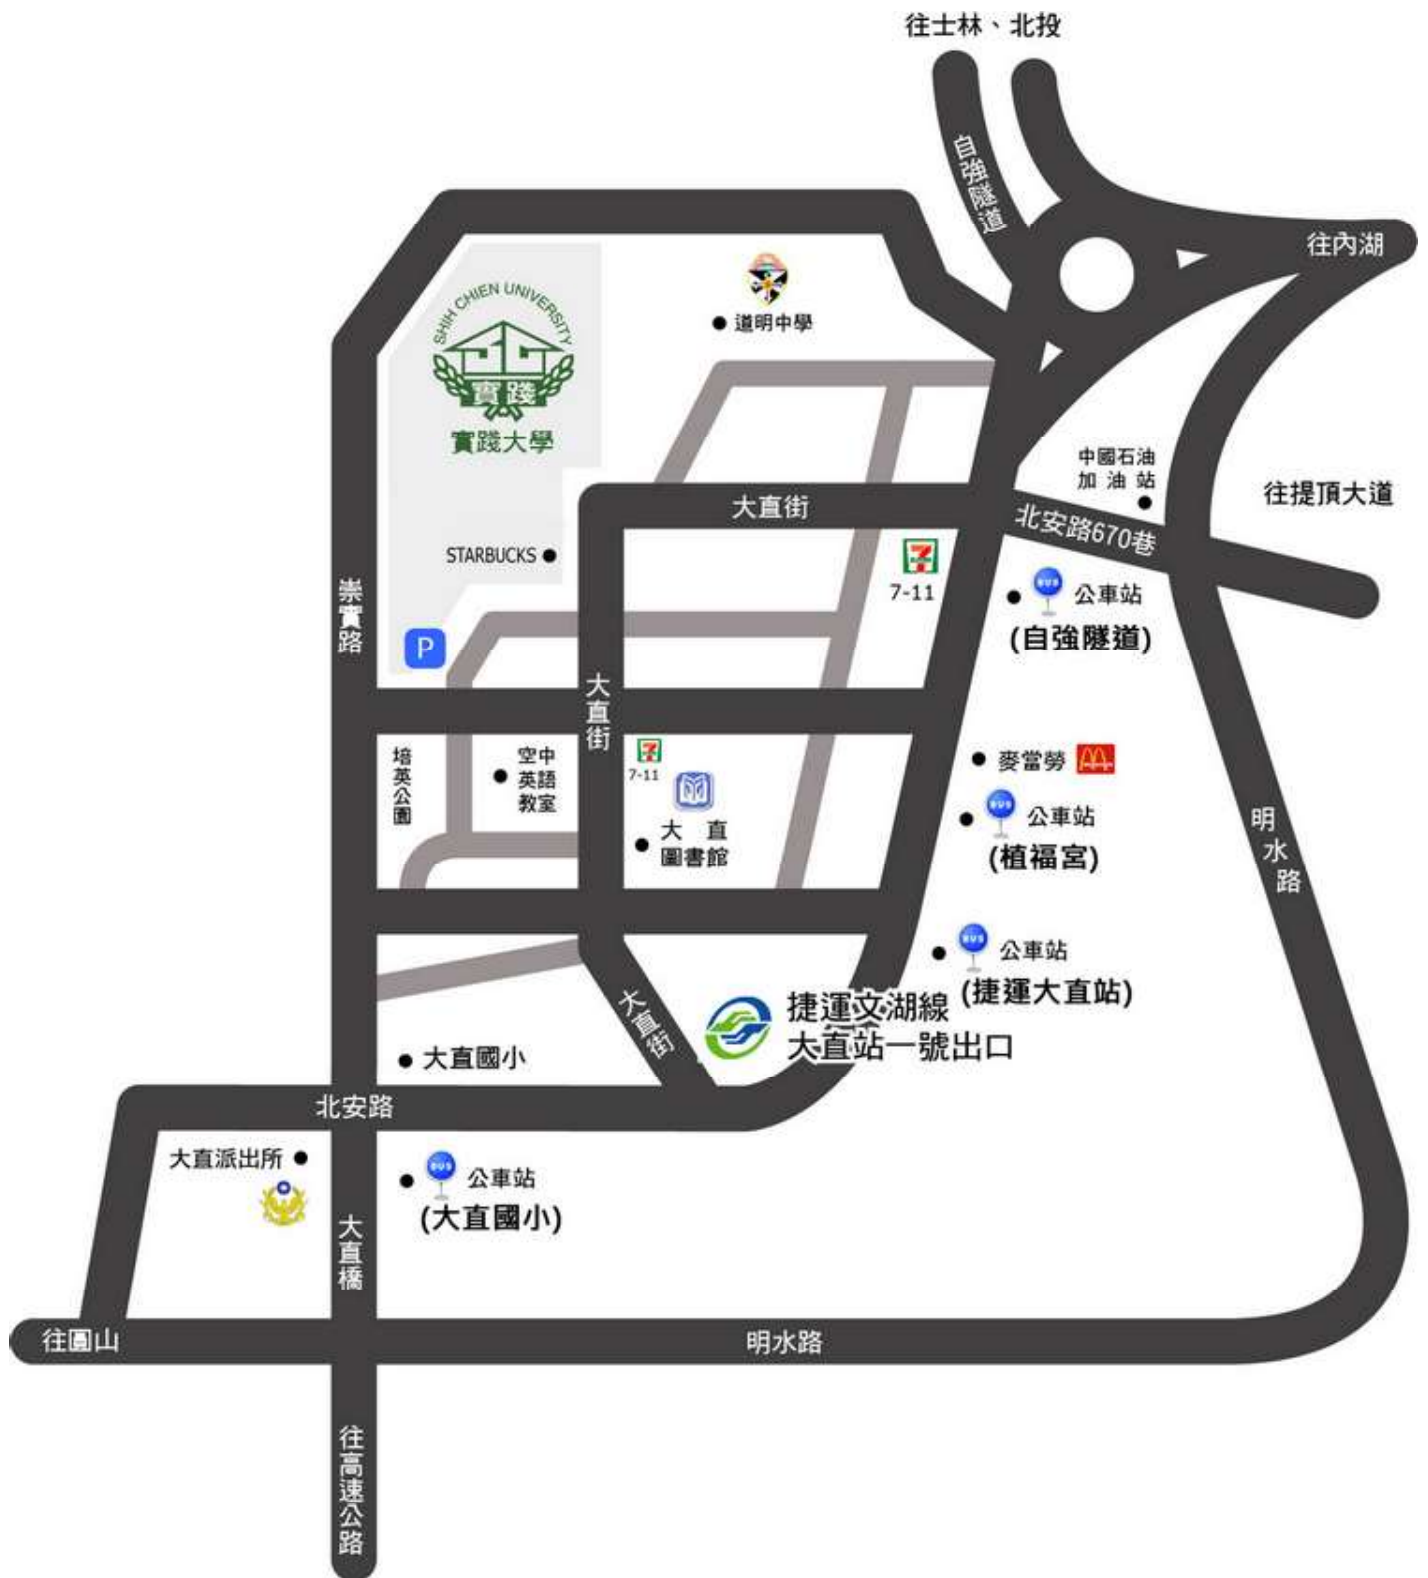 往士林、北投
自強隧道
往內湖
SHIH CHIEN UNIVERSITY
實踐
實踐大學
道明中學
中國石油
加油站
往提頂大道
大直街
北安路670巷
STARBUCKS
7-11
公車站
(自強隧道)
崇實路
P
大直街
培英公園
空中
英語
教室
7-11
大直
圖書館
麥當勞
公車站
(植福宮)
明水路
公車站
(捷運大直站)
大直街
捷運文湖線
大直站一號出口
大直國小
北安路
大直派出所
公車站
(大直國小)
大直橋
往圓山
明水路
往高速公路
BUS
BUS
BUS
BUS